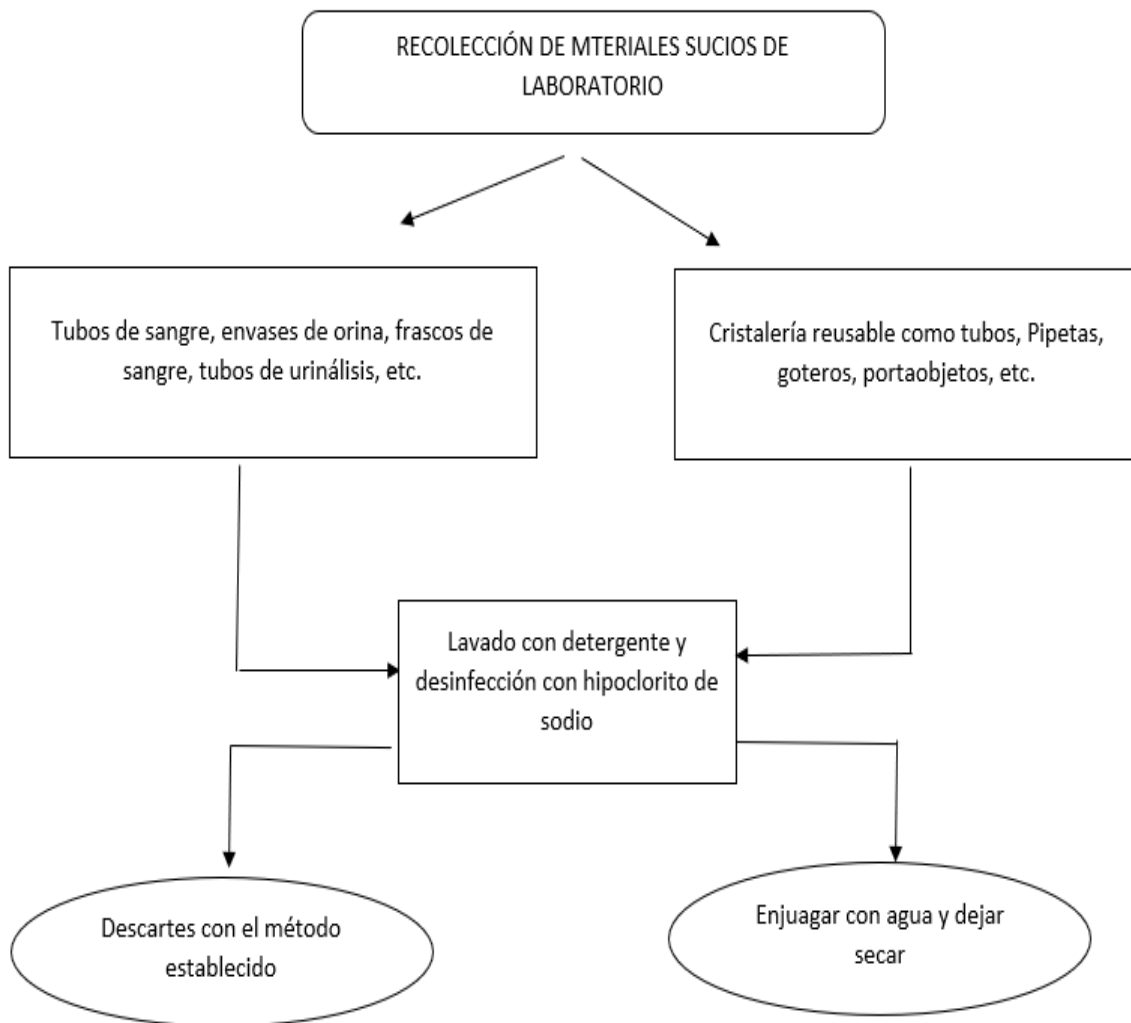 RECOLECCIÓN DE MTERIALES SUCIOS DE
LABORATORIO
Tubos de sangre, envases de orina, frascos de
sangre, tubos de urinálisis, etc.
Cristalería reusable como tubos, Pipetas,
goteros, portaobjetos, etc.
Lavado con detergente y
desinfección con hipoclorito de
sodio
Descartes con el método
establecido
Enjuagar con agua y dejar
secar